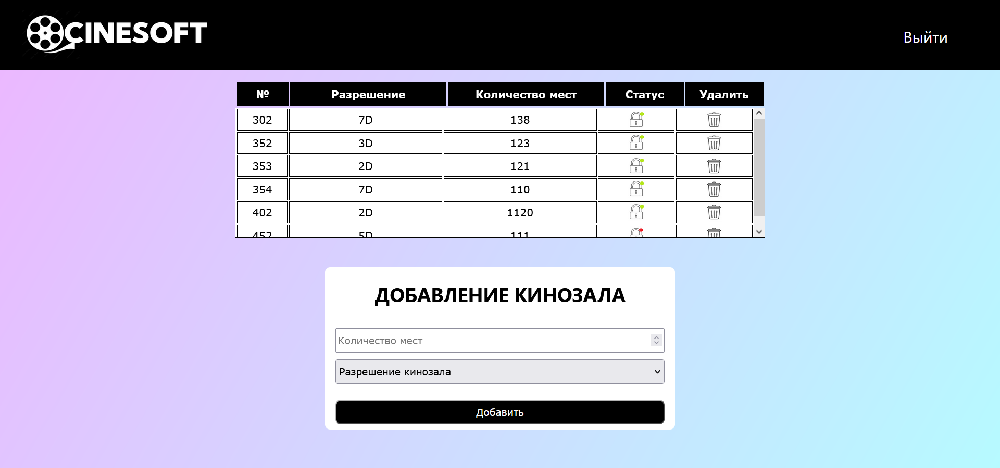 CINESOFT
Выйти
№ Разрешение Количество мест Статус Удалить
302 7D 138
352 3D 123
353 2D 121
354 7D 110
402 2D 1120
452 5D 111
ДОБАВЛЕНИЕ КИНОЗАЛА
Количество мест
Разрешение кинозала
Добавить